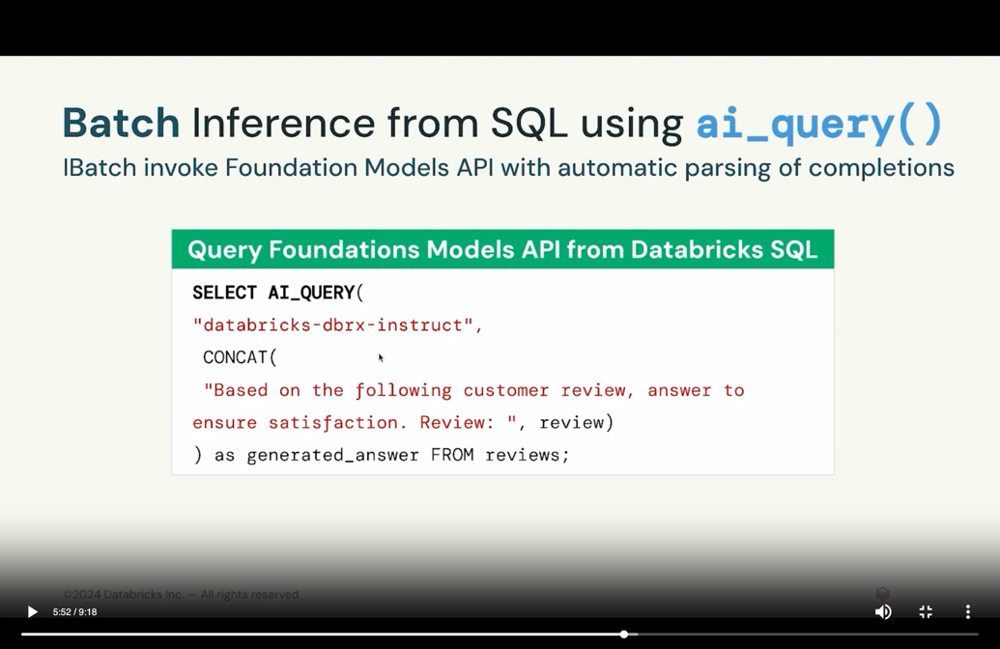 Batch Inference from SQL using ai_query()
IBatch invoke Foundation Models API with automatic parsing of completions
Query Foundations Models API from Databricks SQL
SELECT AI_QUERY(
"databricks-dbrx-instruct",
CONCAT(
"Based on the following customer review, answer to
ensure satisfaction. Review: ", review)
) as generated_answer FROM reviews;
©2024 Databricks Inc. — All rights reserved
5:52 / 9:18